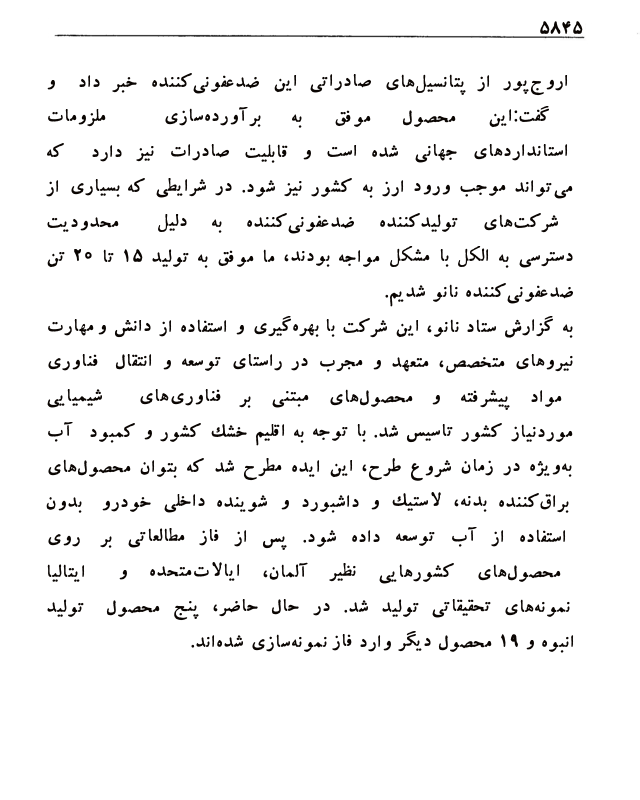 ۵۸۴۵
اروج‌پور از پتانسیل‌های صادراتی این ضدعفونی‌کننده خبر داد و
گفت:این محصول موفق به برآورده‌سازی ملزومات
استانداردهای جهانی شده است و قابلیت صادرات نیز دارد که
می‌تواند موجب ورود ارز به کشور نیز شود. در شرایطی که بسیاری از
شرکت‌های تولیدکننده ضدعفونی‌کننده به دلیل محدودیت
دسترسی به الکل با مشکل مواجه بودند، ما موفق به تولید ۱۵ تا ۲۰ تن
ضدعفونی‌کننده نانو شدیم.
به گزارش ستاد نانو، این شرکت با بهره‌گیری و استفاده از دانش و مهارت
نیروهای متخصص، متعهد و مجرب در راستای توسعه و انتقال فناوری
مواد پیشرفته و محصول‌های مبتنی بر فناوری‌های شیمیایی
موردنیاز کشور تاسیس شد. با توجه به اقلیم خشك کشور و کمبود آب
به‌ویژه در زمان شروع طرح، این ایده مطرح شد که بتوان محصول‌های
براق‌کننده بدنه، لاستیك و داشبورد و شوینده داخلی خودرو بدون
استفاده از آب توسعه داده شود. پس از فاز مطالعاتی بر روی
محصول‌های کشورهایی نظیر آلمان، ایالات‌متحده و ایتالیا
نمونه‌های تحقیقاتی تولید شد. در حال حاضر، پنج محصول تولید
انبوه و ۱۹ محصول دیگر وارد فاز نمونه‌سازی شده‌اند.